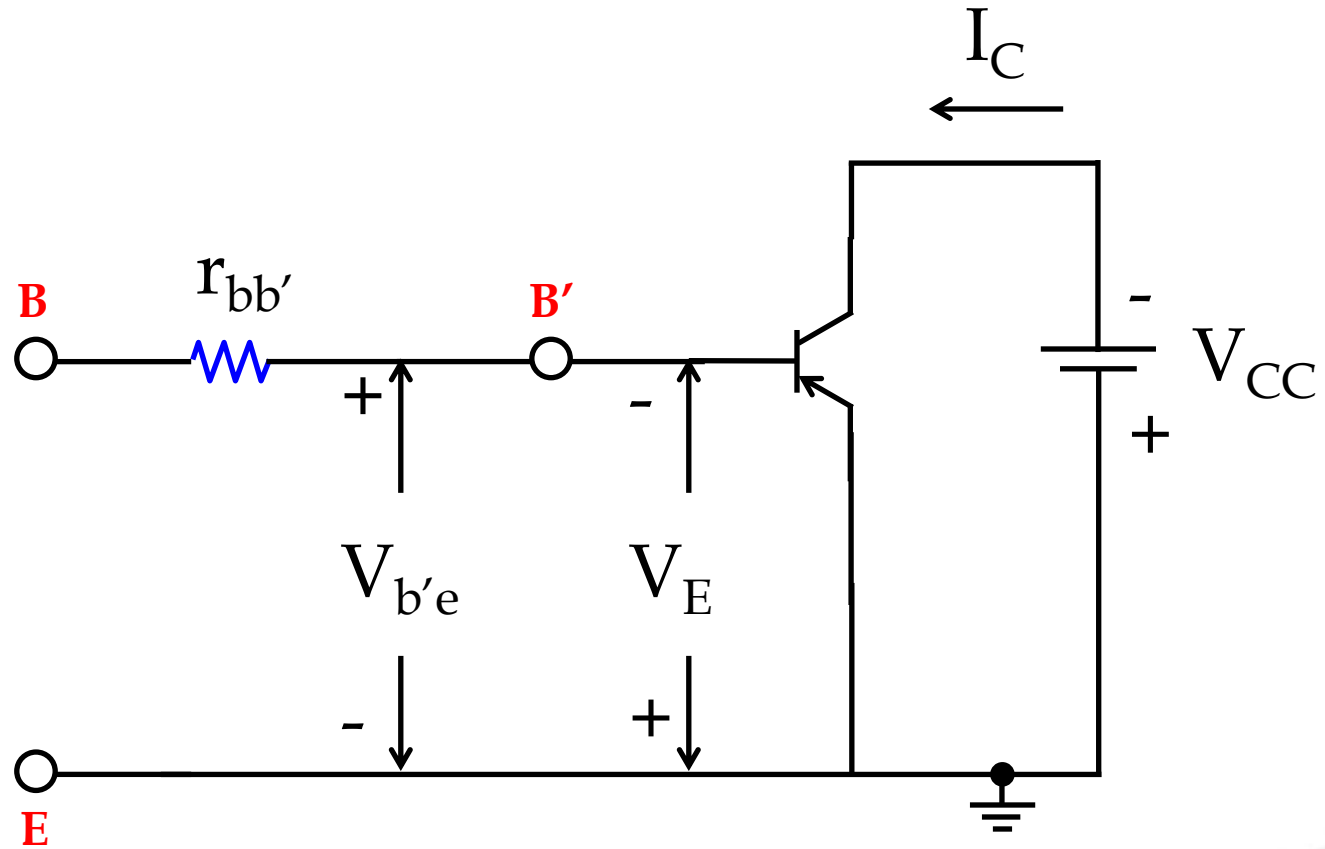 I_C
B
r_bb′
B′
-
V_CC
+
-
+
V_b′e
V_E
-
+
E